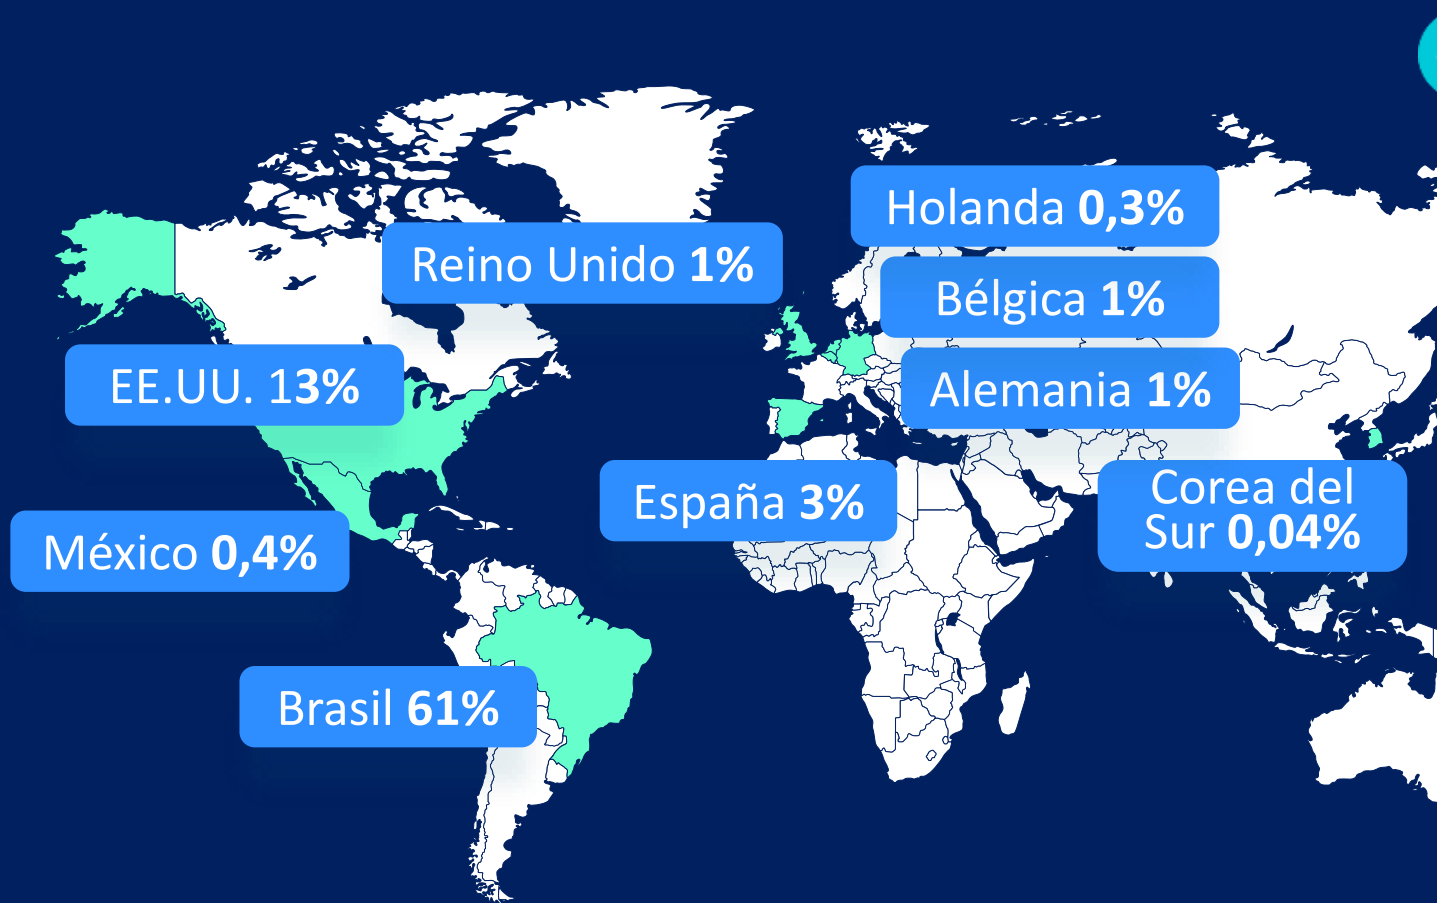 Holanda 0,3%
Reino Unido 1%
Bélgica 1%
EE.UU. 13%
Alemania 1%
España 3%
Corea del
Sur 0,04%
México 0,4%
Brasil 61%